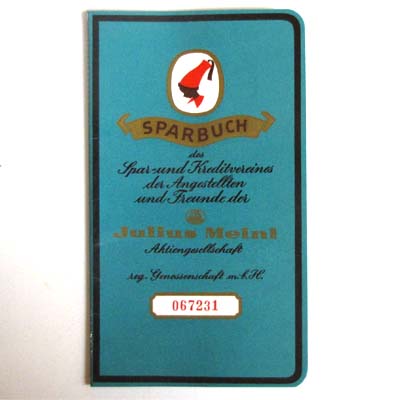 SPARBUCH
des
Spar- und Kreditvereines
der Angestellten
und Freunde der
Julius Meinl
Aktiengesellschaft
reg. Genossenschaft m.b.H.
067231